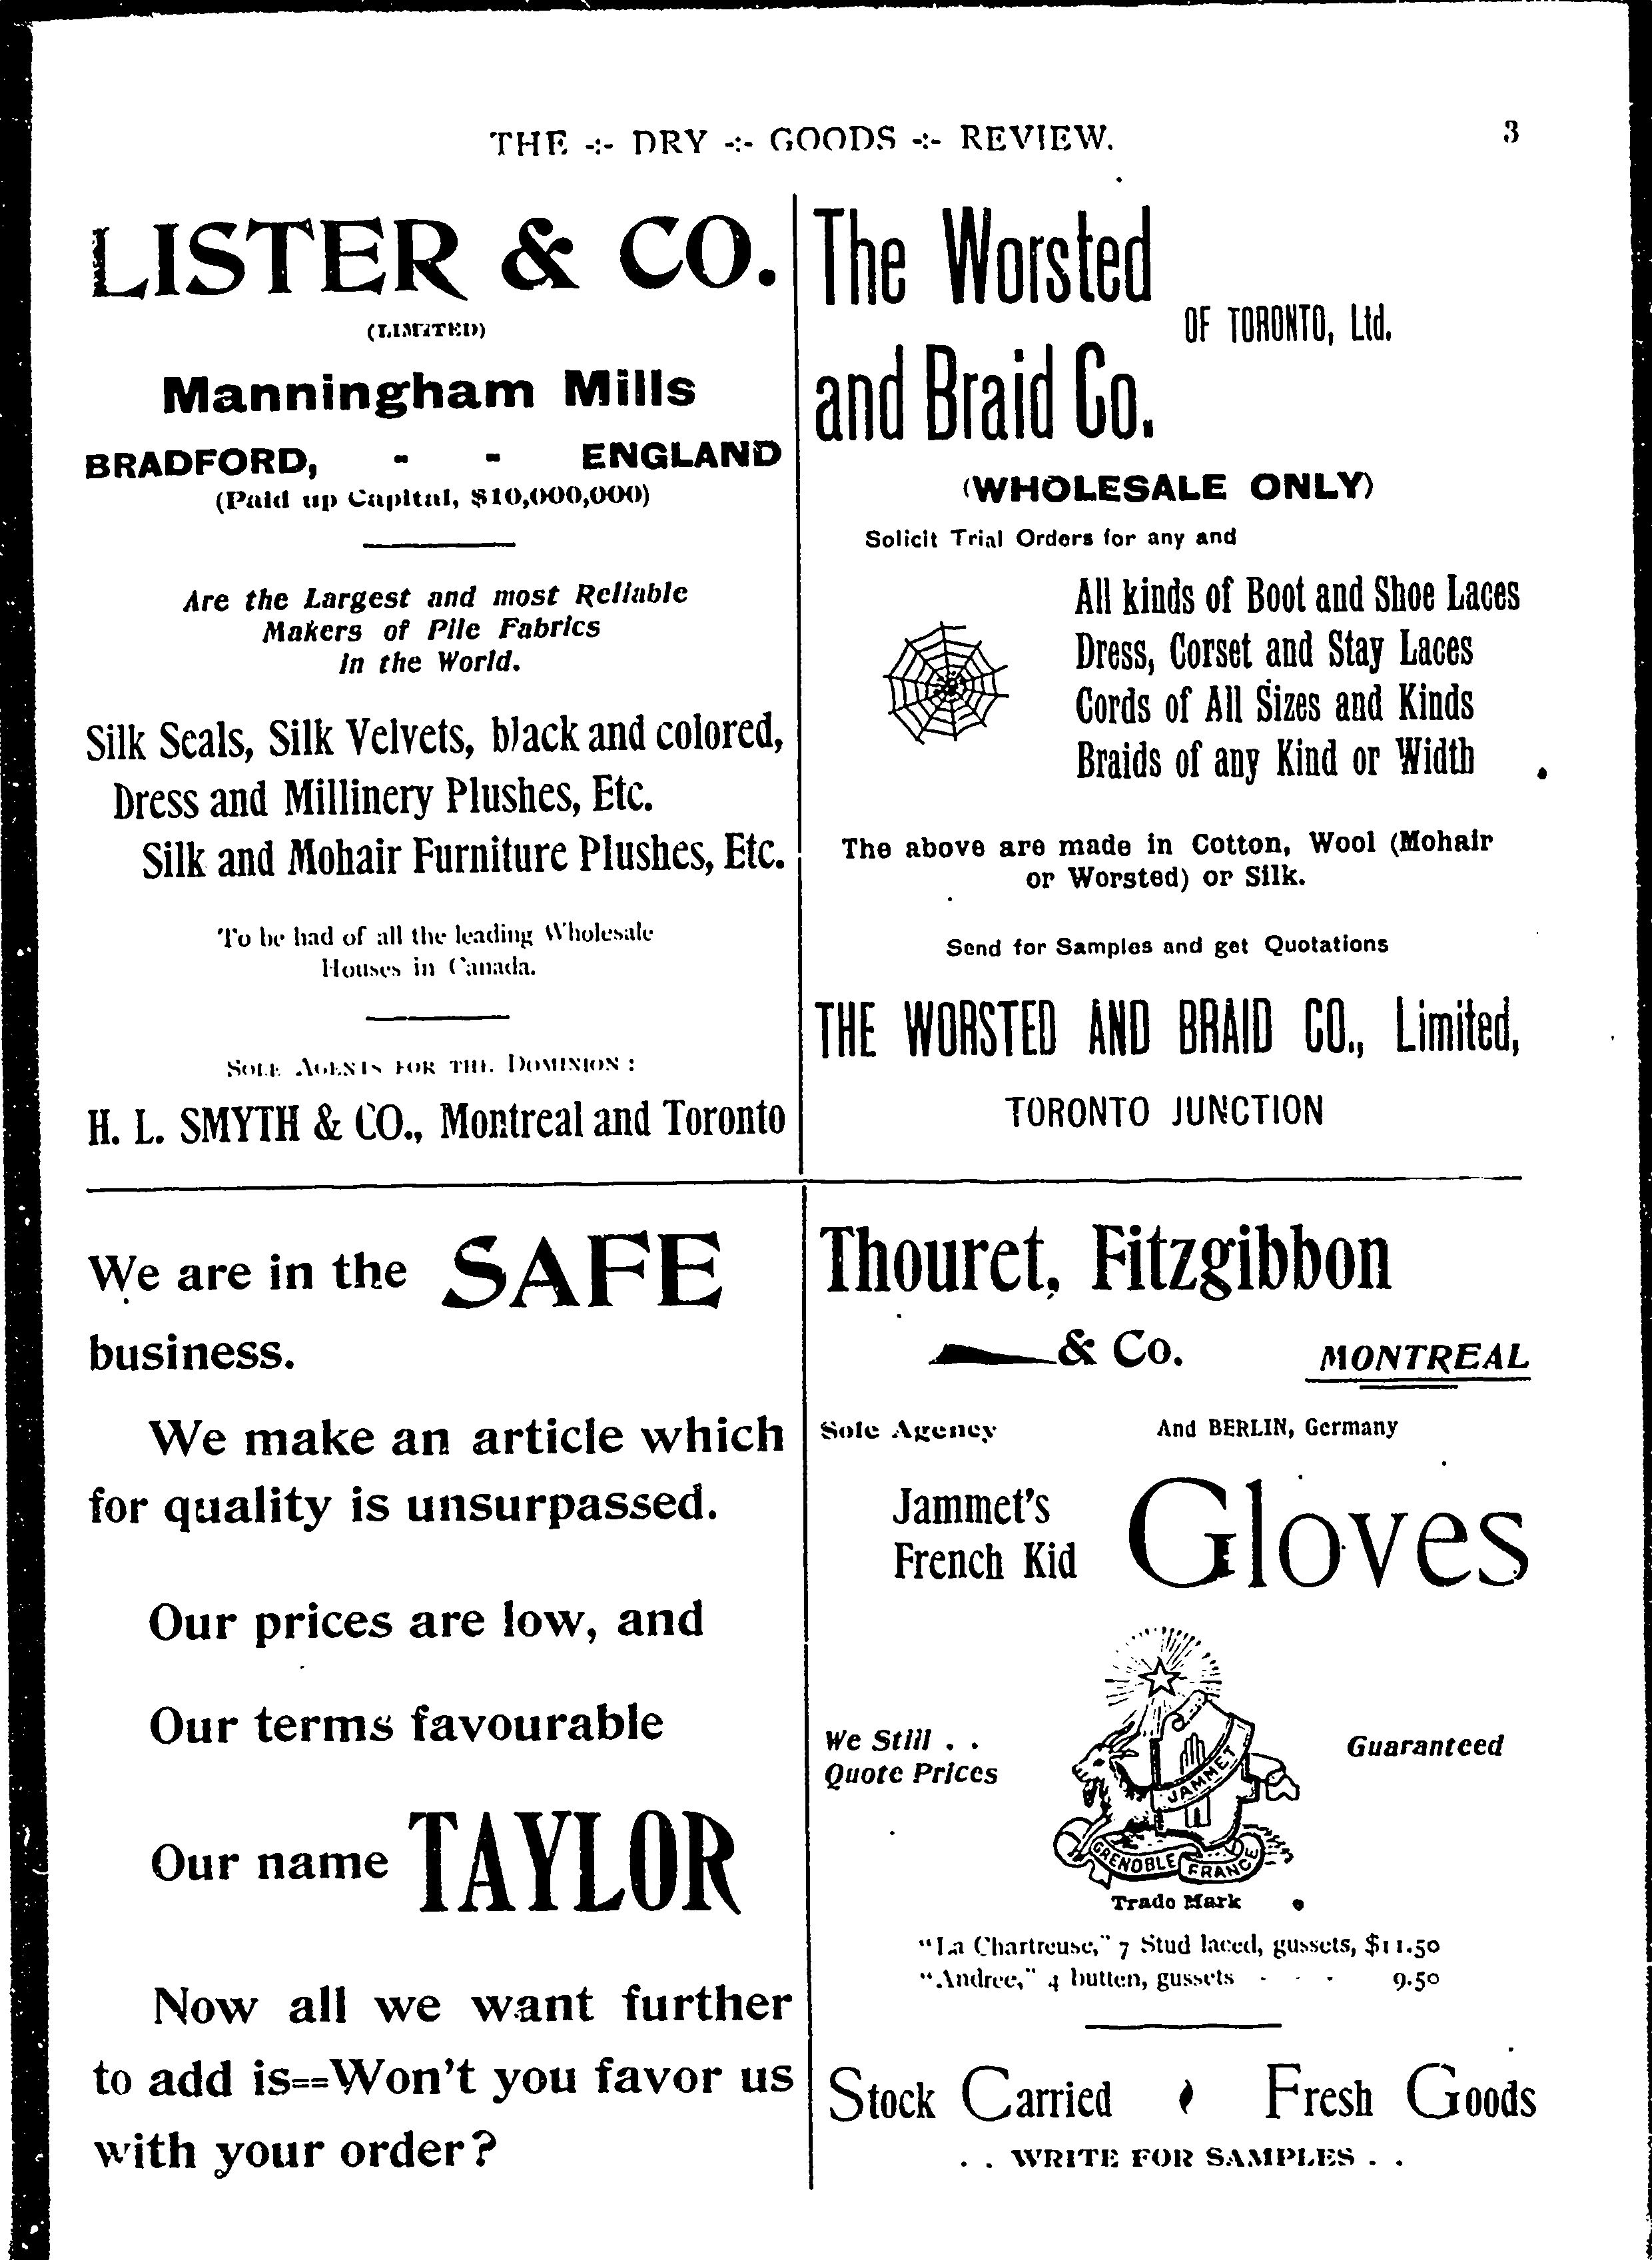 THE -:- DRY -:- GOODS -:- REVIEW.
3
LISTER & CO.
(LIMITED)
Manningham Mills
BRADFORD, - - ENGLAND
(Paid up Capital, $10,000,000)
Are the Largest and most Reliable
Makers of Pile Fabrics
in the World.
Silk Seals, Silk Velvets, black and colored,
Dress and Millinery Plushes, Etc.
Silk and Mohair Furniture Plushes, Etc.
To be had of all the leading Wholesale
Houses in Canada.
SOLE AGENTS FOR THE DOMINION:
H. L. SMYTH & CO., Montreal and Toronto
The Worsted
and Braid Co.
OF TORONTO, Ltd.
(WHOLESALE ONLY)
Solicit Trial Orders for any and
All kinds of Boot and Shoe Laces
Dress, Corset and Stay Laces
Cords of All Sizes and Kinds
Braids of any Kind or Width
The above are made in Cotton, Wool (Mohair
or Worsted) or Silk.
Send for Samples and get Quotations
THE WORSTED AND BRAID CO., Limited,
TORONTO JUNCTION
We are in the SAFE
business.
We make an article which
for quality is unsurpassed.
Our prices are low, and
Our terms favourable
Our name TAYLOR
Now all we want further
to add is==Won't you favor us
with your order?
Thouret, Fitzgibbon
& Co.
MONTREAL
Sole Agency
And BERLIN, Germany
Jammet's
French Kid
Gloves
We Still . .
Quote Prices
JAMMET
GRENOBLE FRANCE
Guaranteed
Trade Mark
"La Chartreuse," 7 Stud laced, gussets, $11.50
"Andree," 4 button, gussets - - - 9.50
Stock Carried Fresh Goods
. . WRITE FOR SAMPLES . .